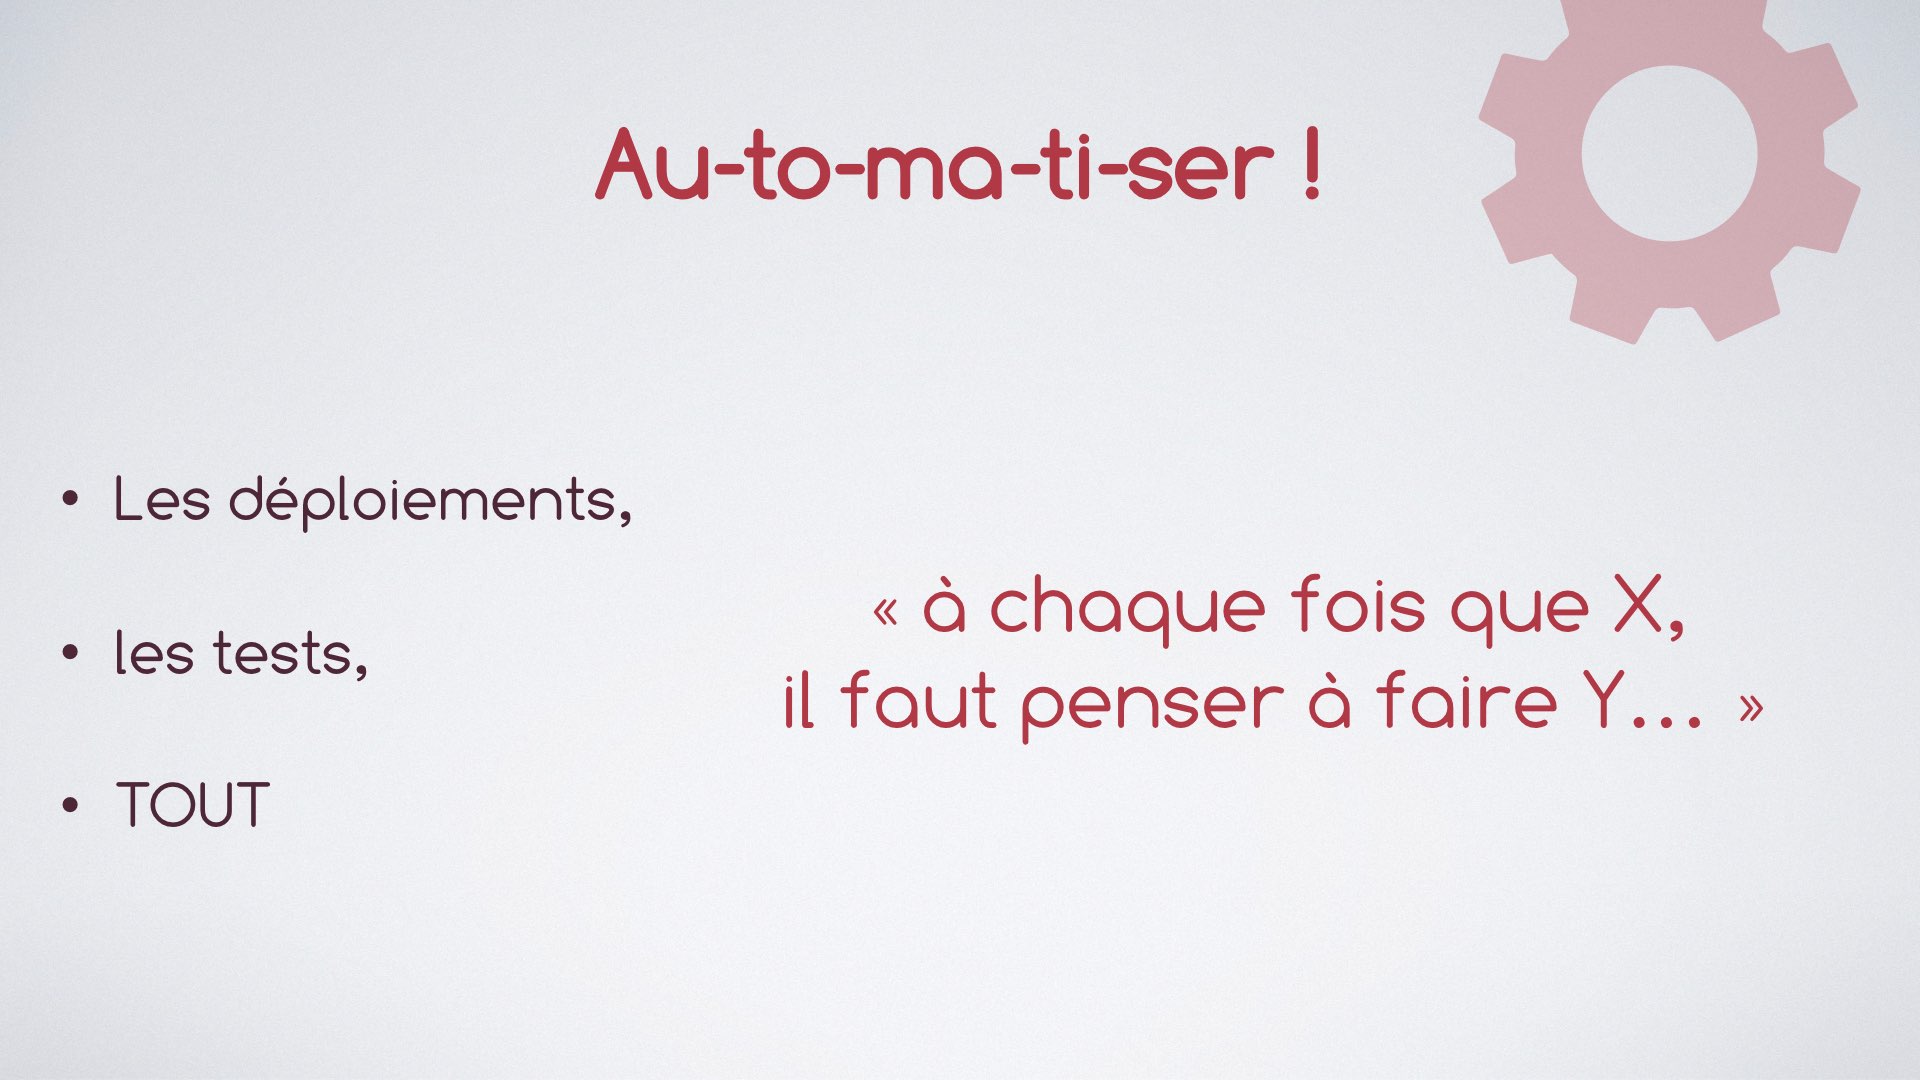 Au-to-ma-ti-ser !
• Les déploiements,
• les tests,
• TOUT
« à chaque fois que X,
il faut penser à faire Y... »